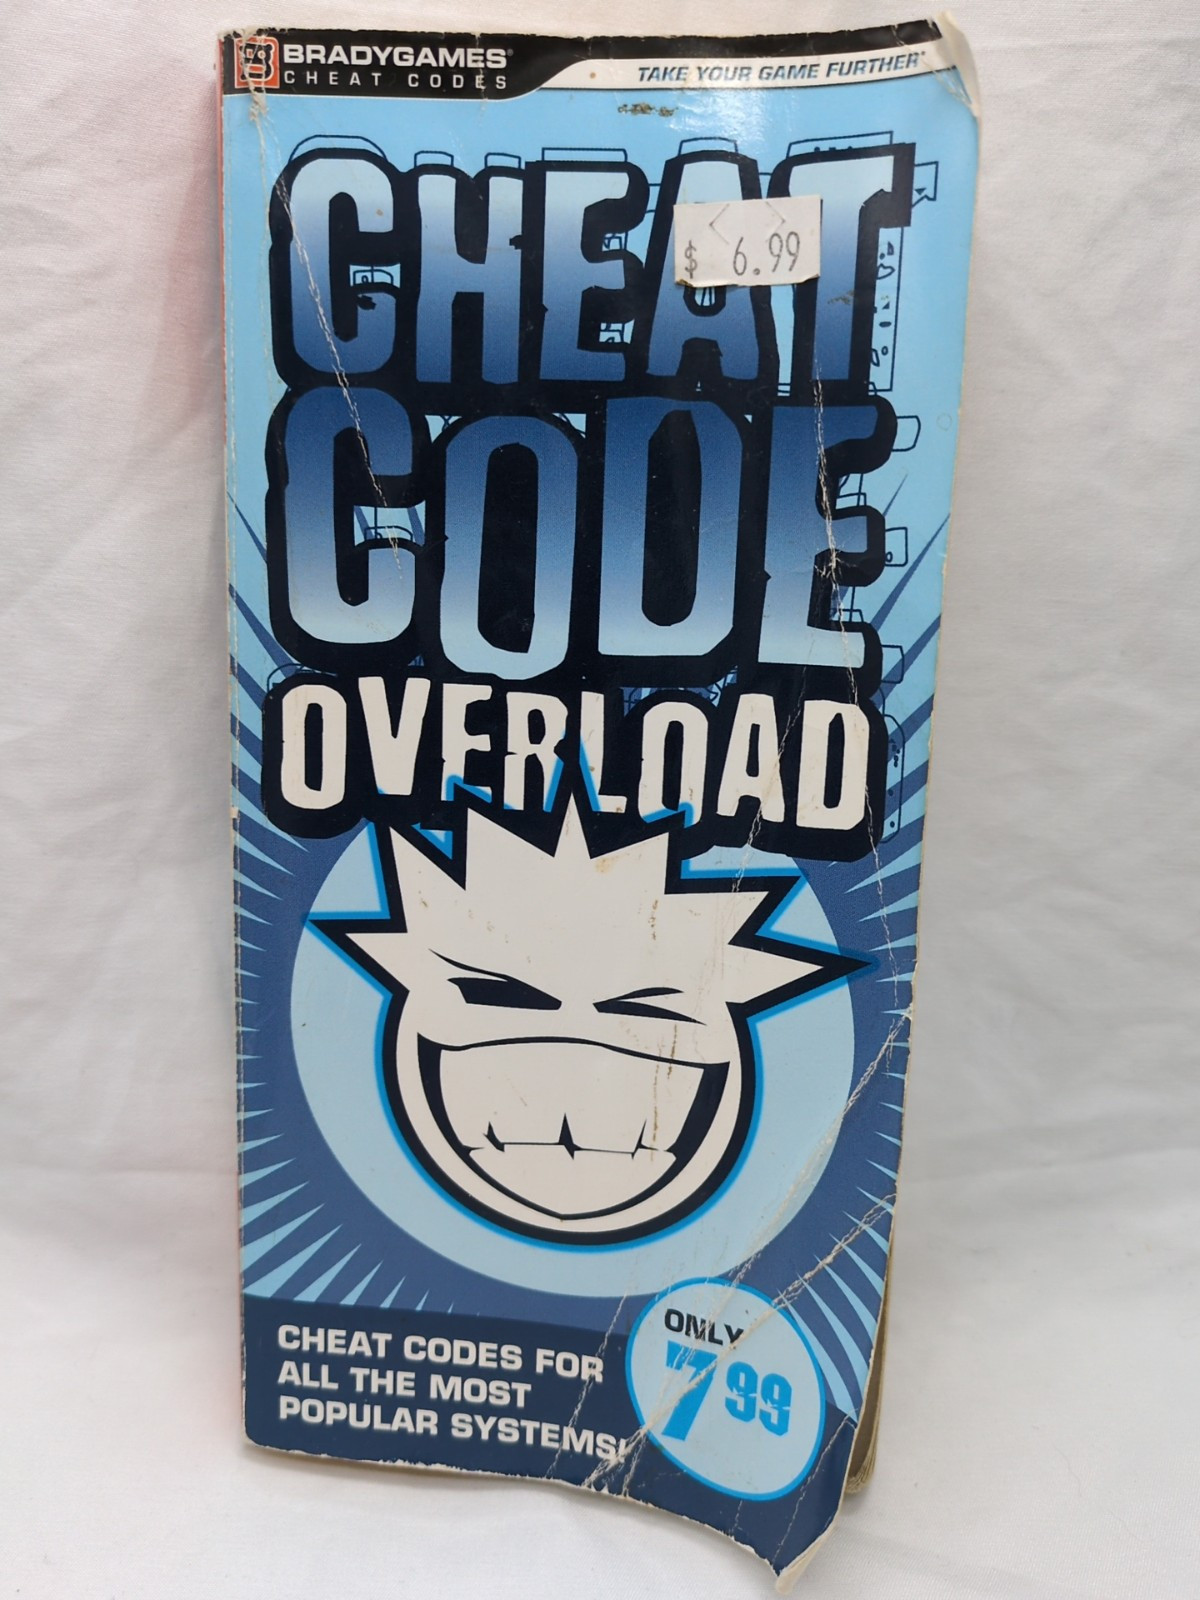 BRADYGAMES®
CHEAT CODES
TAKE YOUR GAME FURTHER®
CHEAT
$ 6.99
CODE
OVERLOAD
CHEAT CODES FOR
ALL THE MOST
POPULAR SYSTEMS!
ONLY
7 99